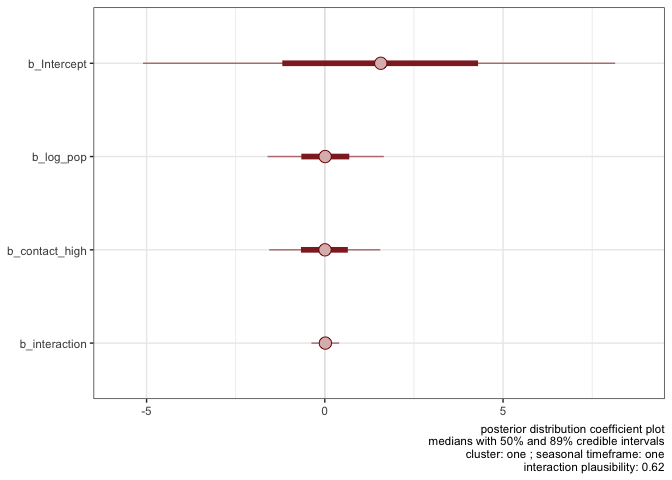 b_Intercept
b_log_pop
b_contact_high
b_interaction
-5 0 5
posterior distribution coefficient plot
medians with 50% and 89% credible intervals
cluster: one ; seasonal timeframe: one
interaction plausibility: 0.62